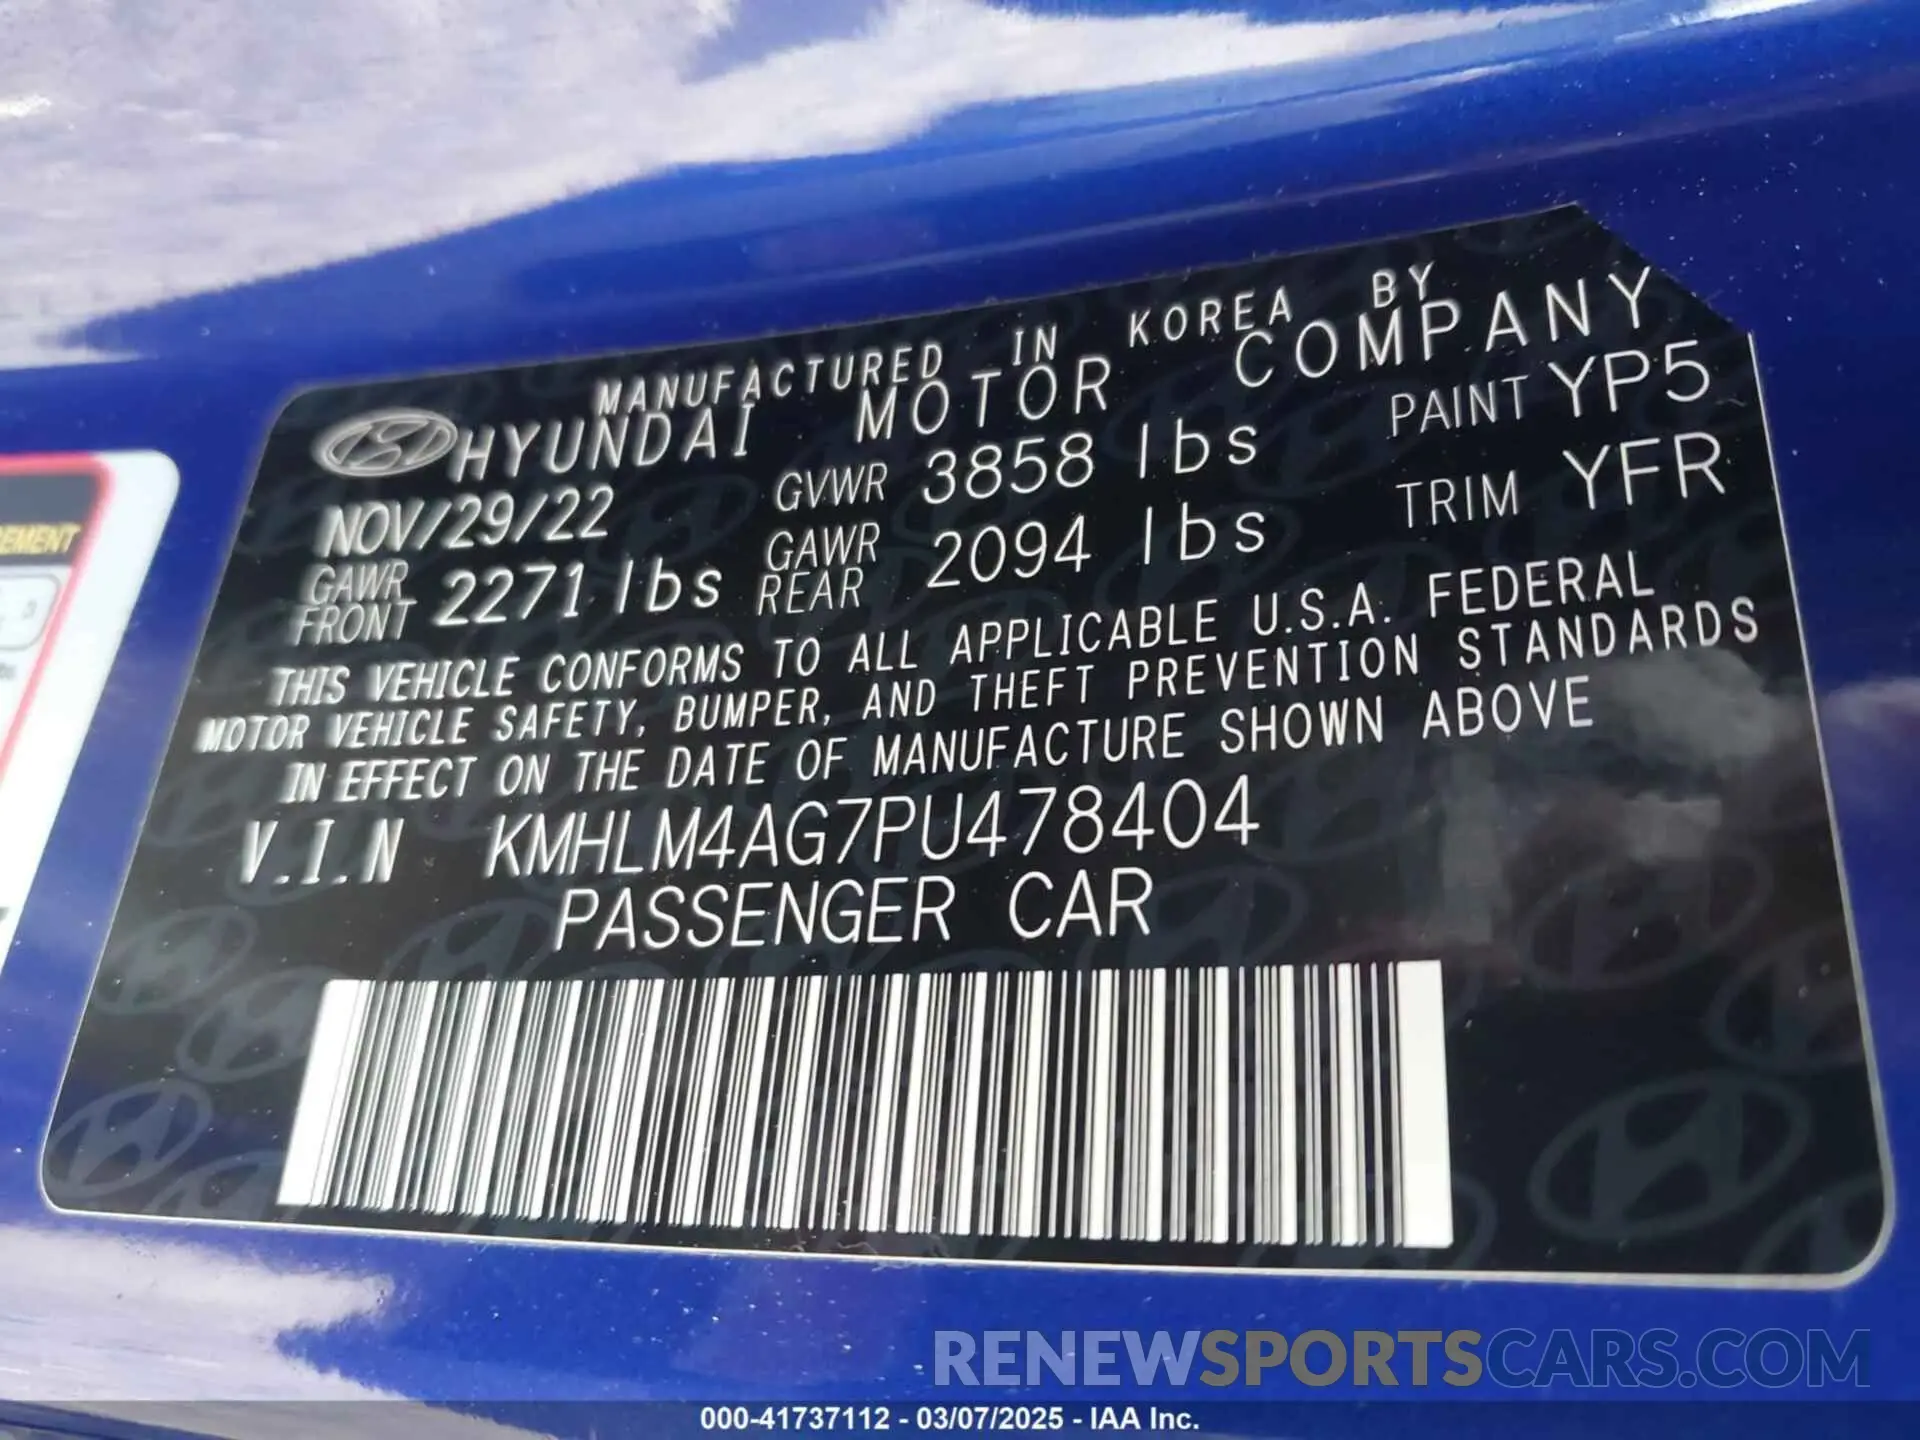 MANUFACTURED IN KOREA BY
HYUNDAI MOTOR COMPANY
NOV/29/22 GVWR 3858 lbs PAINT YP5
GAWR FRONT 2271 lbs GAWR REAR 2094 lbs TRIM YFR
THIS VEHICLE CONFORMS TO ALL APPLICABLE U.S.A. FEDERAL
MOTOR VEHICLE SAFETY, BUMPER, AND THEFT PREVENTION STANDARDS
IN EFFECT ON THE DATE OF MANUFACTURE SHOWN ABOVE
V.I.N KMHLM4AG7PU478404
PASSENGER CAR
RENEWSPORTSCARS.COM
000-41737112 - 03/07/2025 - IAA Inc.